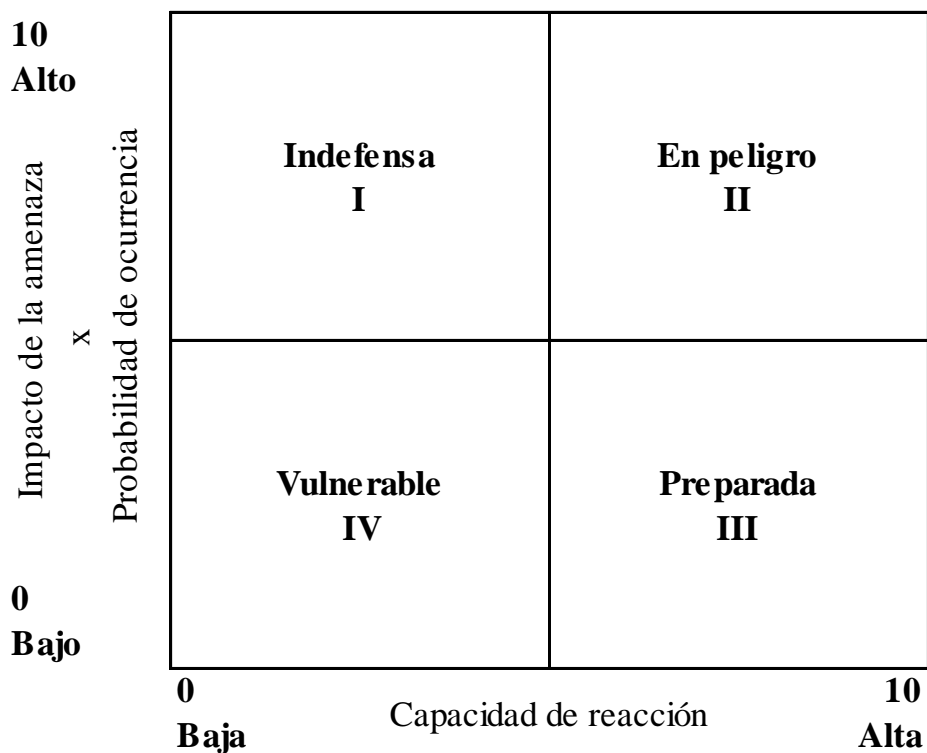 10
Alto
Impacto de la amenaza
x
Probabilidad de ocurrencia
Indefensa
I
En peligro
II
Vulnerable
IV
Preparada
III
0
Bajo
0
Baja
Capacidad de reacción
10
Alta